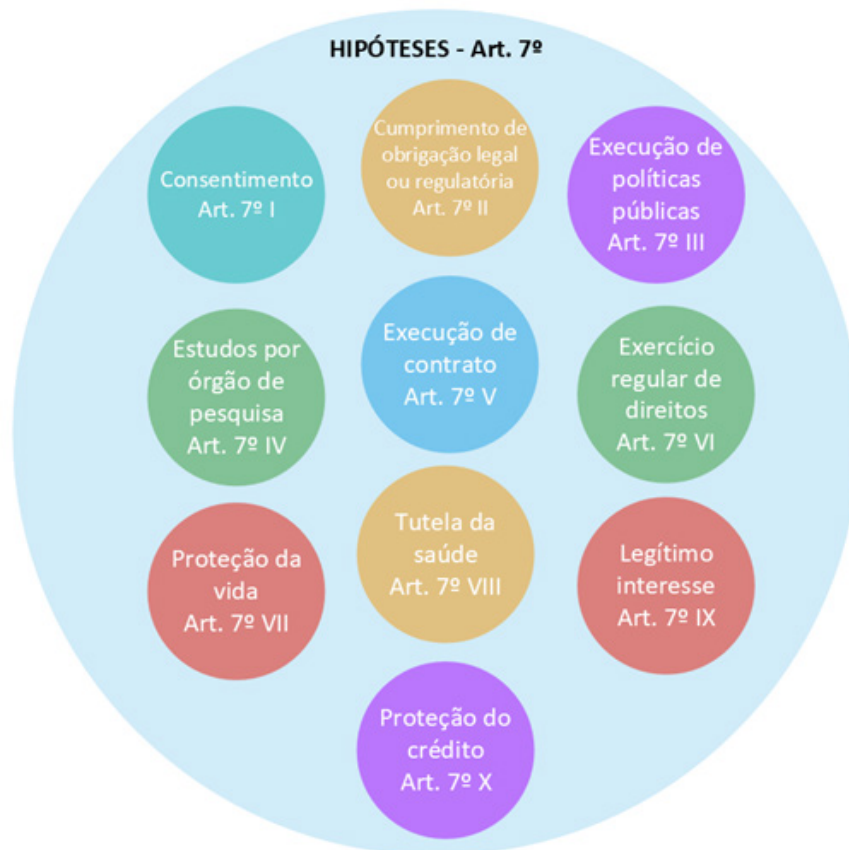 HIPÓTESES - Art. 7º
Consentimento
Art. 7º I
Cumprimento de
obrigação legal
ou regulatória
Art. 7º II
Execução de
políticas
públicas
Art. 7º III
Estudos por
órgão de
pesquisa
Art. 7º IV
Execução de
contrato
Art. 7º V
Exercício
regular de
direitos
Art. 7º VI
Proteção da
vida
Art. 7º VII
Tutela da
saúde
Art. 7º VIII
Legítimo
interesse
Art. 7º IX
Proteção do
crédito
Art. 7º X